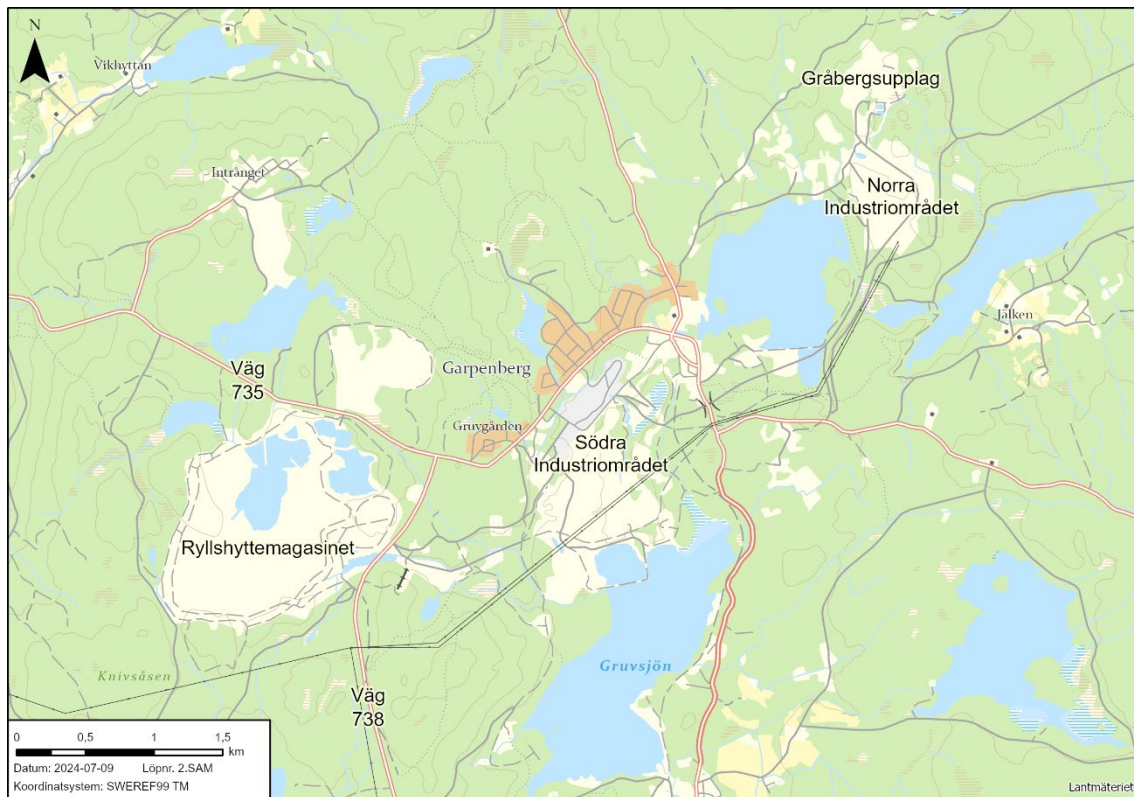 N
Vikhyttan
Gråbergsupplag
Intrånget
Norra
Industriområdet
Jälken
Väg
735
Garpenberg
Gruvgården
Södra
Industriområdet
Ryllshyttemagasinet
Gruvsjön
Knivsåsen
Väg
738
0 0,5 1 1,5
km
Datum: 2024-07-09 Löpnr. 2.SAM
Koordinatsystem: SWEREF99 TM
Lantmäteriet